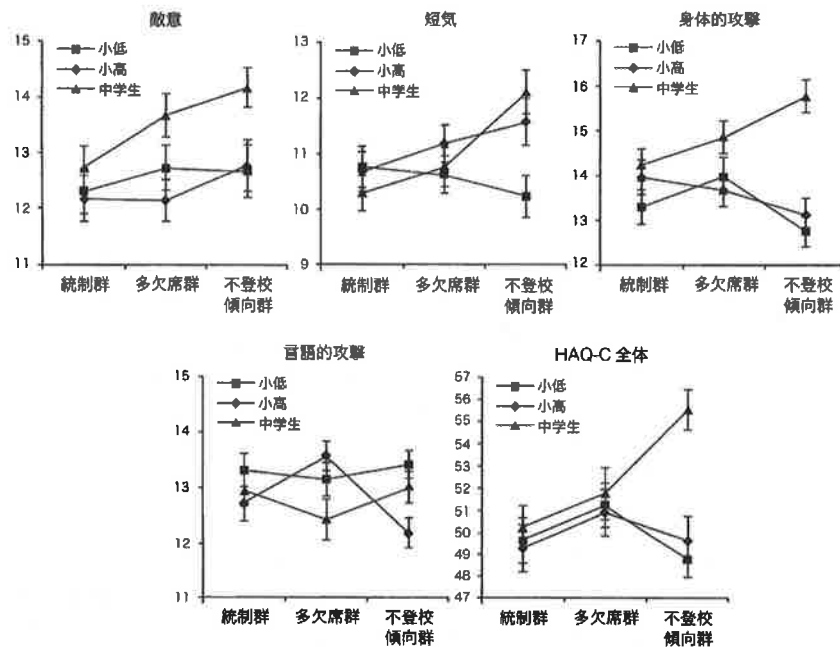 敵意
小低
小高
中学生
15
14
13
12
11
統制群 多欠席群 不登校
傾向群
短気
小低
小高
中学生
13
12
11
10
9
統制群 多欠席群 不登校
傾向群
身体的攻撃
小低
小高
中学生
17
16
15
14
13
12
統制群 多欠席群 不登校
傾向群
言語的攻撃
小低
小高
中学生
15
14
13
12
11
統制群 多欠席群 不登校
傾向群
HAQ-C 全体
小低
小高
中学生
57
56
55
54
53
52
51
50
49
48
47
統制群 多欠席群 不登校
傾向群